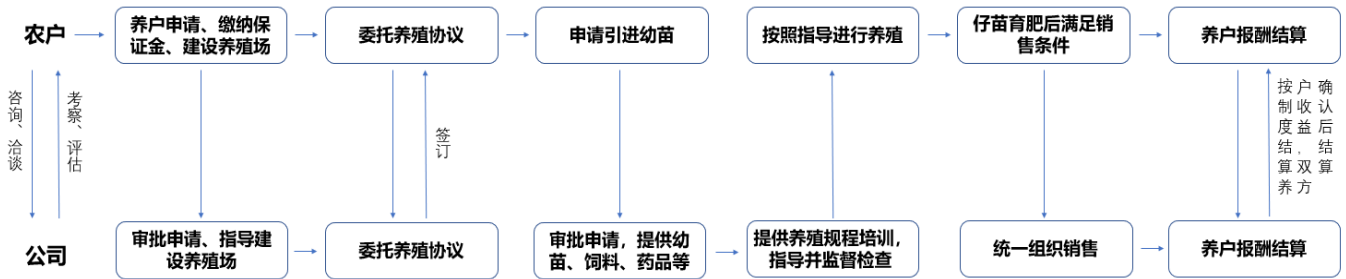 农户
养户申请、缴纳保
证金、建设养殖场
委托养殖协议
申请引进幼苗
按照指导进行养殖
仔苗育肥后满足销
售条件
养户报酬结算
咨询、洽谈
考察、评估
签订
按制度结算养
户收益，双方
确认后结算
公司
审批申请、指导建
设养殖场
委托养殖协议
审批申请，提供幼
苗、饲料、药品等
提供养殖规程培训，
指导并监督检查
统一组织销售
养户报酬结算